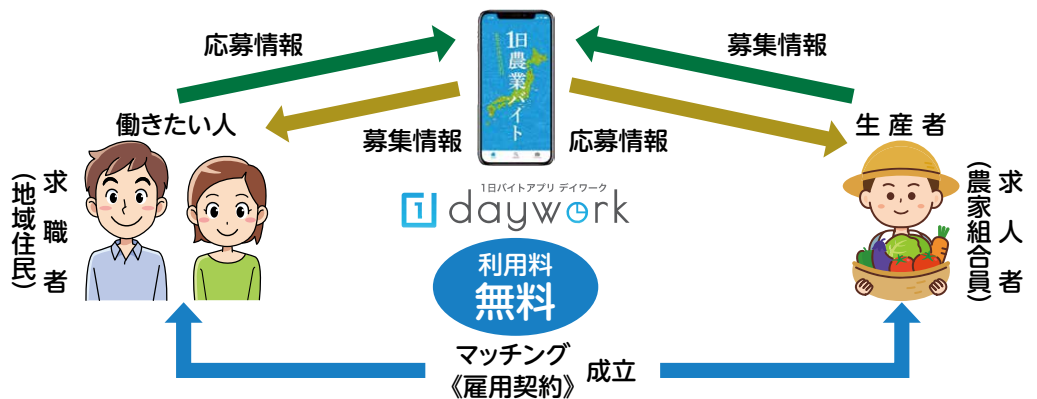 応募情報
募集情報
働きたい人
募集情報
1日
農業バイト
応募情報
生産者
求職者
(地域住民)
1日バイトアプリ デイワーク
1 daywork
求人者
(農家組合員)
利用料
無料
マッチング
《雇用契約》
成立